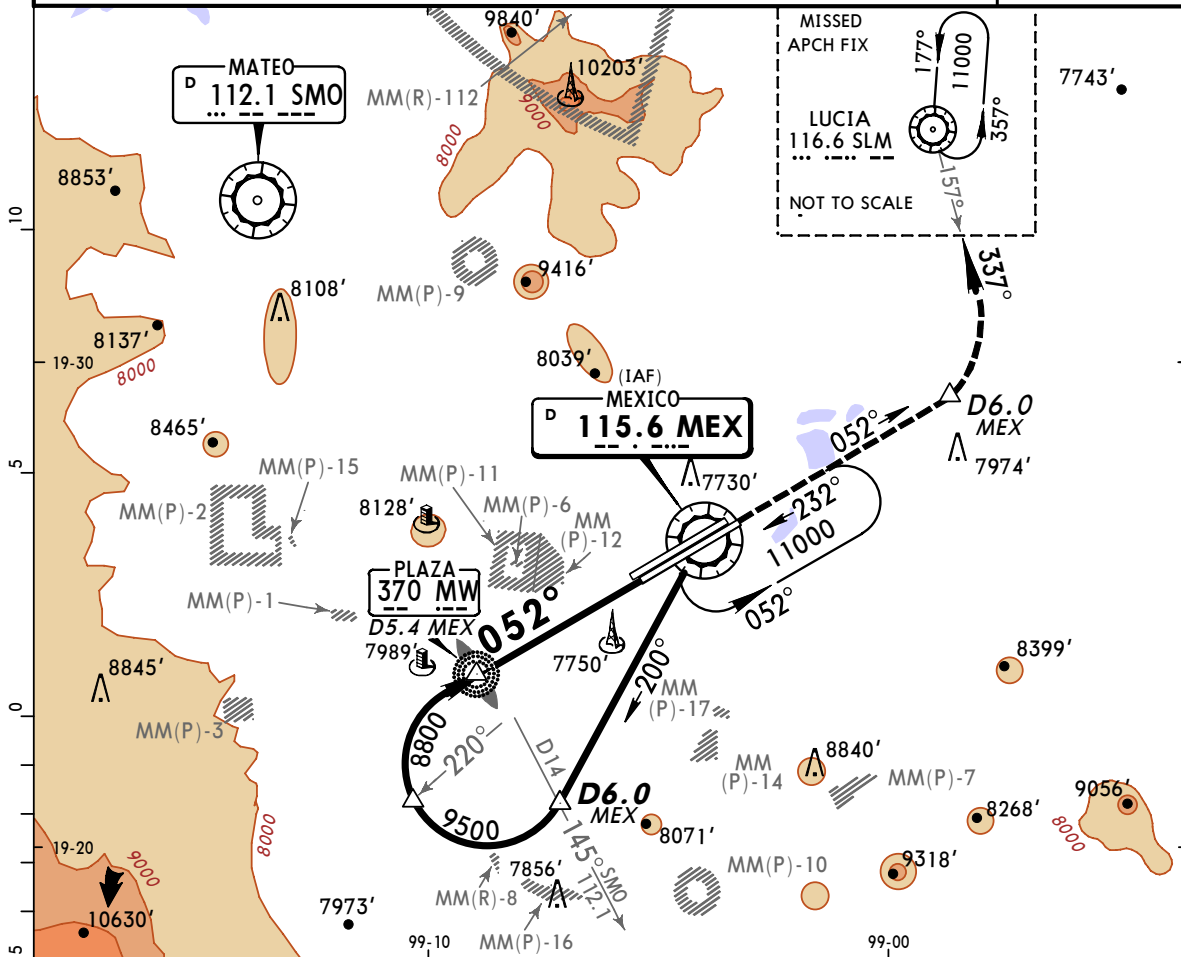 9840'
MISSED
APCH FIX
177°
11000
357°
7743'
MATEO
D 112.1 SMO
10203'
MM(R)-112
9000
8000
LUCIA
116.6 SLM
157°
NOT TO SCALE
8853'
10
9416'
MM(P)-9
337°
8108'
8137'
8000
19-30
8039'
(IAF)
MEXICO
D 115.6 MEX
D6.0
MEX
052°
7974'
8465'
5
MM(P)-15
MM(P)-11
7730'
MM(P)-2
8128'
MM(P)-6
MM
(P)-12
232°
11000
052°
PLAZA
370 MW
D5.4 MEX
MM(P)-1
052°
7989'
7750'
200°
8399'
8845'
MM
(P)-17
0
MM(P)-3
8800
220°
D14
MM
(P)-14
8840'
MM(P)-7
9056'
D6.0
MEX
9500
8071'
8268'
8000
8000
19-20
9000
145° SMO
112.1
7856'
MM(R)-8
MM(P)-10
9318'
10630'
7973'
MM(P)-16
5
99-10
99-00